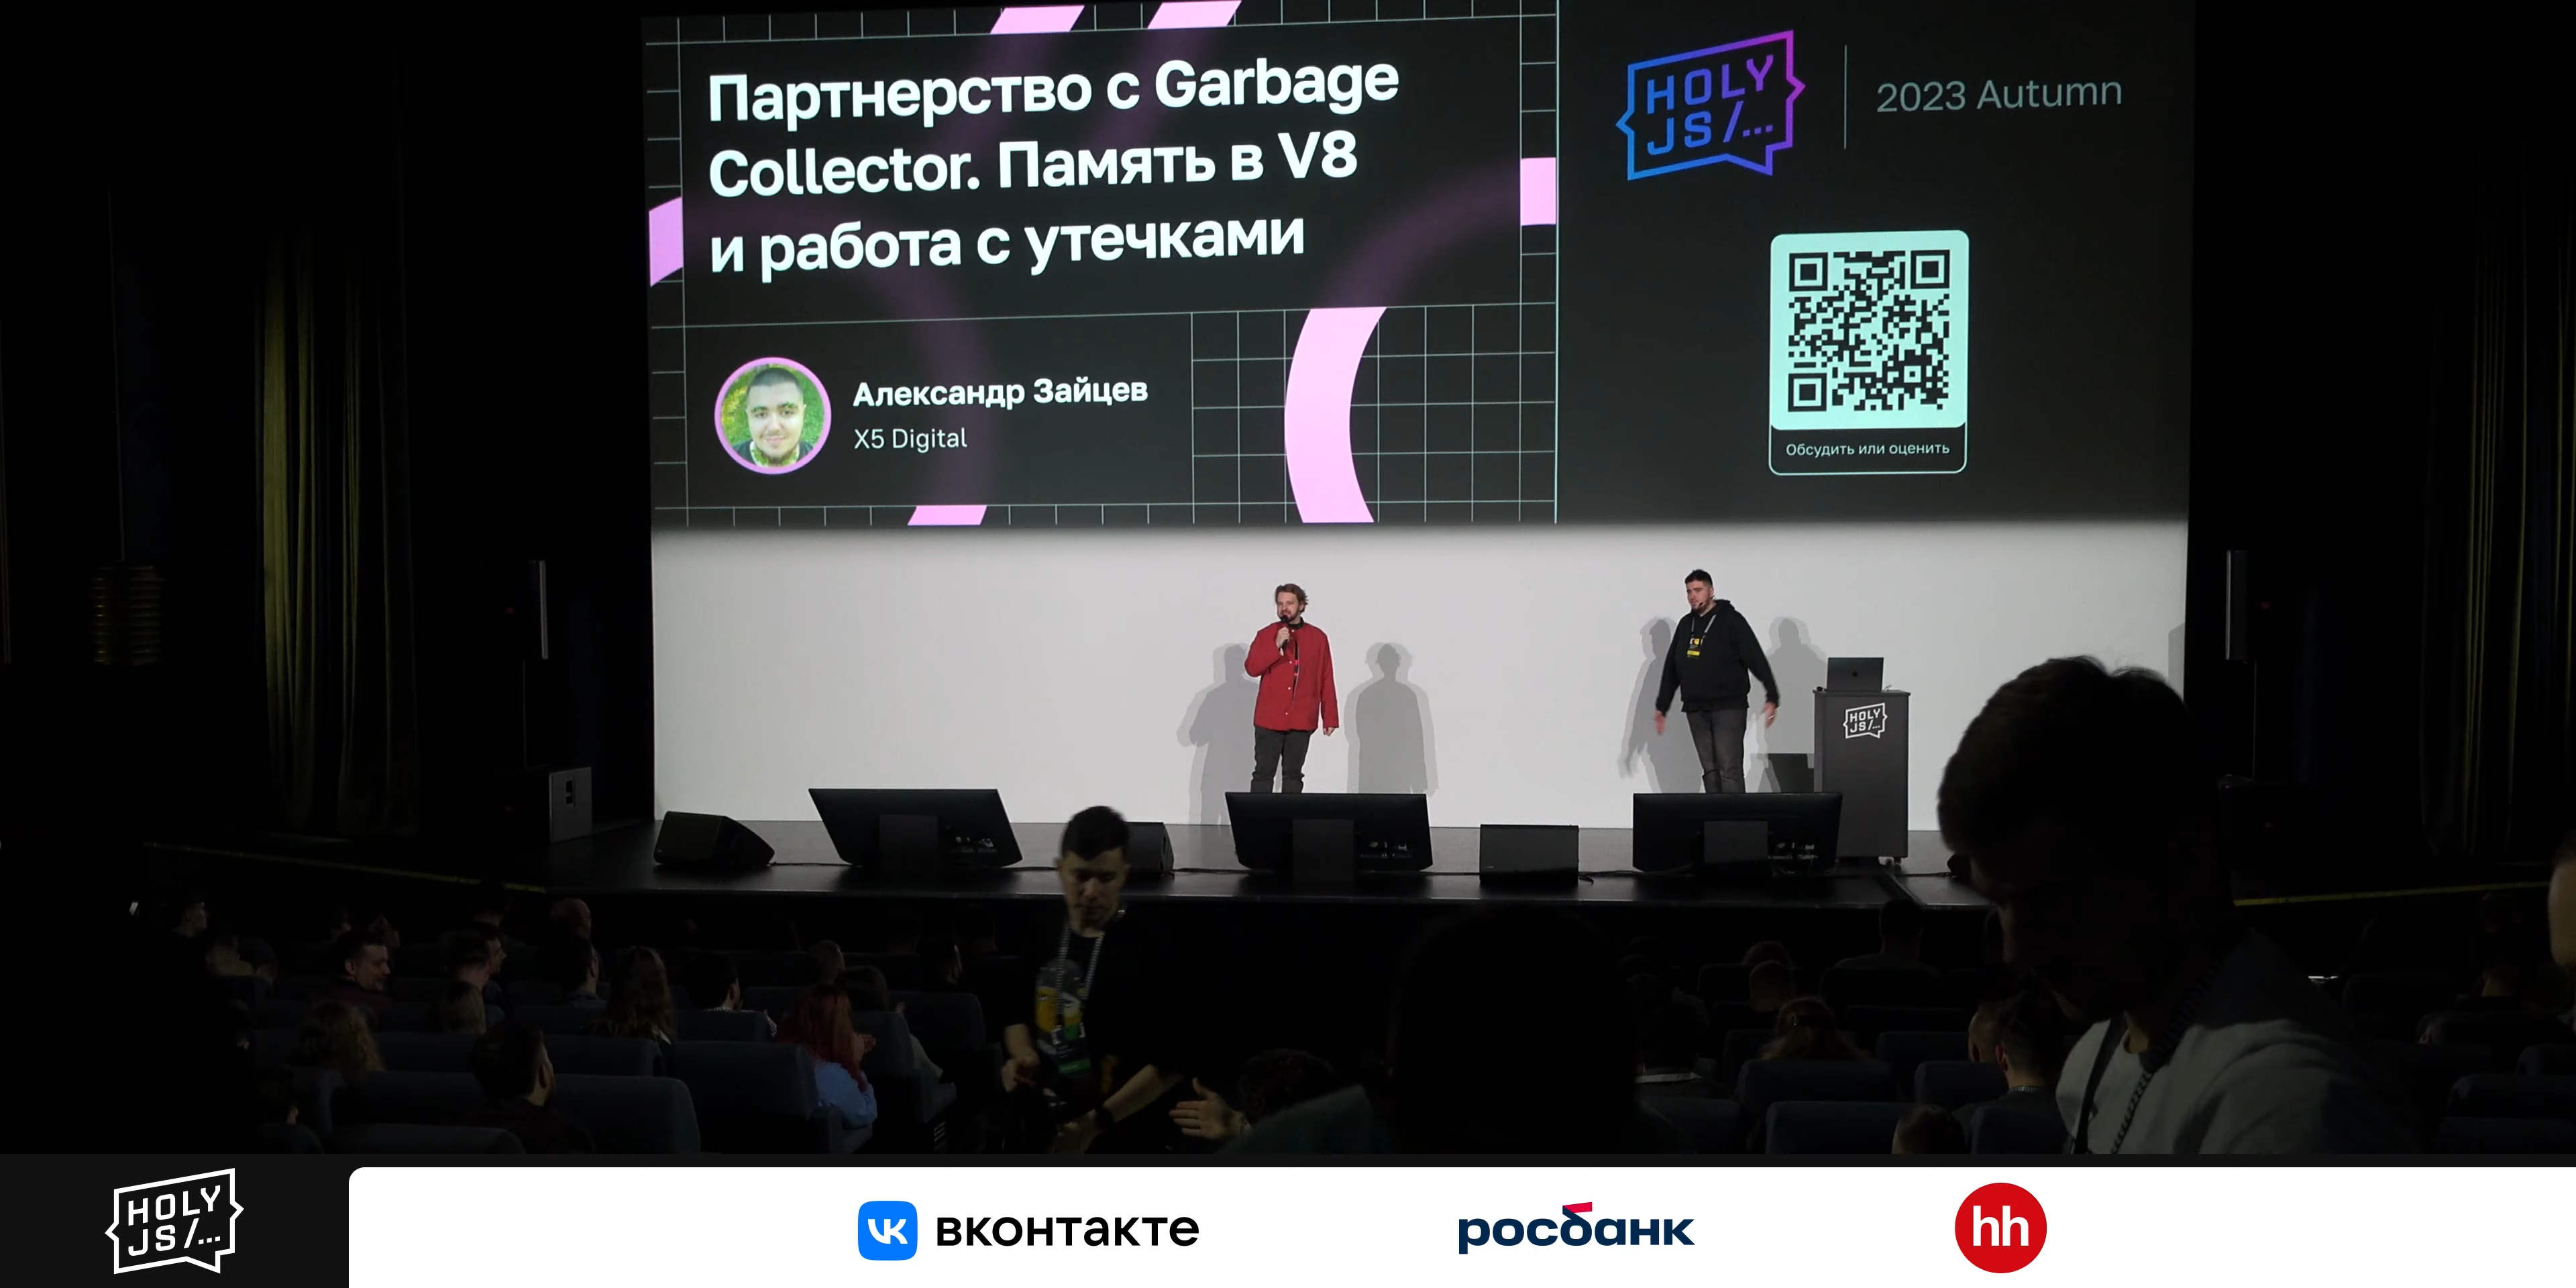 Партнерство с Garbage
Collector. Память в V8
и работа с утечками
Александр Зайцев
X5 Digital
HOLY
JS/...
2023 Autumn
Обсудить или оценить
HOLY
JS/...
HOLY
JS/...
вконтакте
росбанк
hh